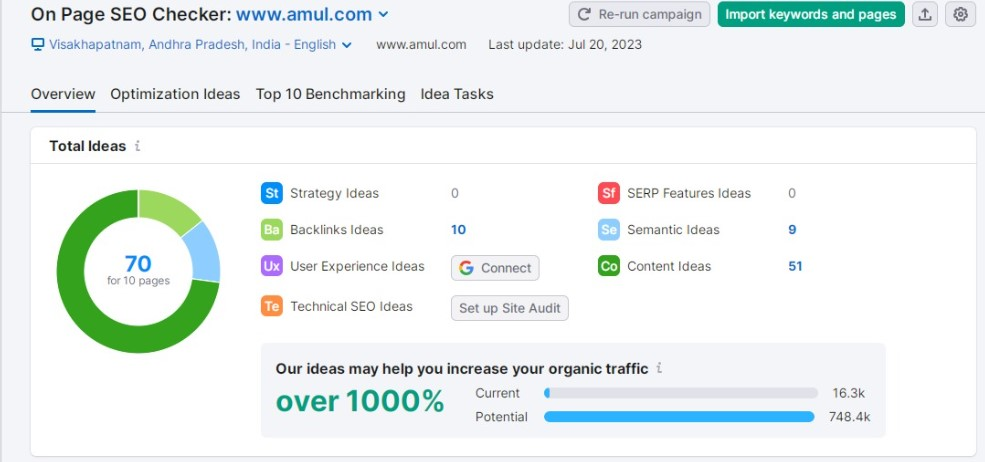 On Page SEO Checker: www.amul.com
Re-run campaign
Import keywords and pages
Visakhapatnam, Andhra Pradesh, India - English
www.amul.com
Last update: Jul 20, 2023
Overview
Optimization Ideas
Top 10 Benchmarking
Idea Tasks
Total Ideas i
70
for 10 pages
St Strategy Ideas 0
Sf SERP Features Ideas 0
Ba Backlinks Ideas 10
Se Semantic Ideas 9
Ux User Experience Ideas G Connect
Co Content Ideas 51
Te Technical SEO Ideas Set up Site Audit
Our ideas may help you increase your organic traffic i
over 1000%
Current 16.3k
Potential 748.4k